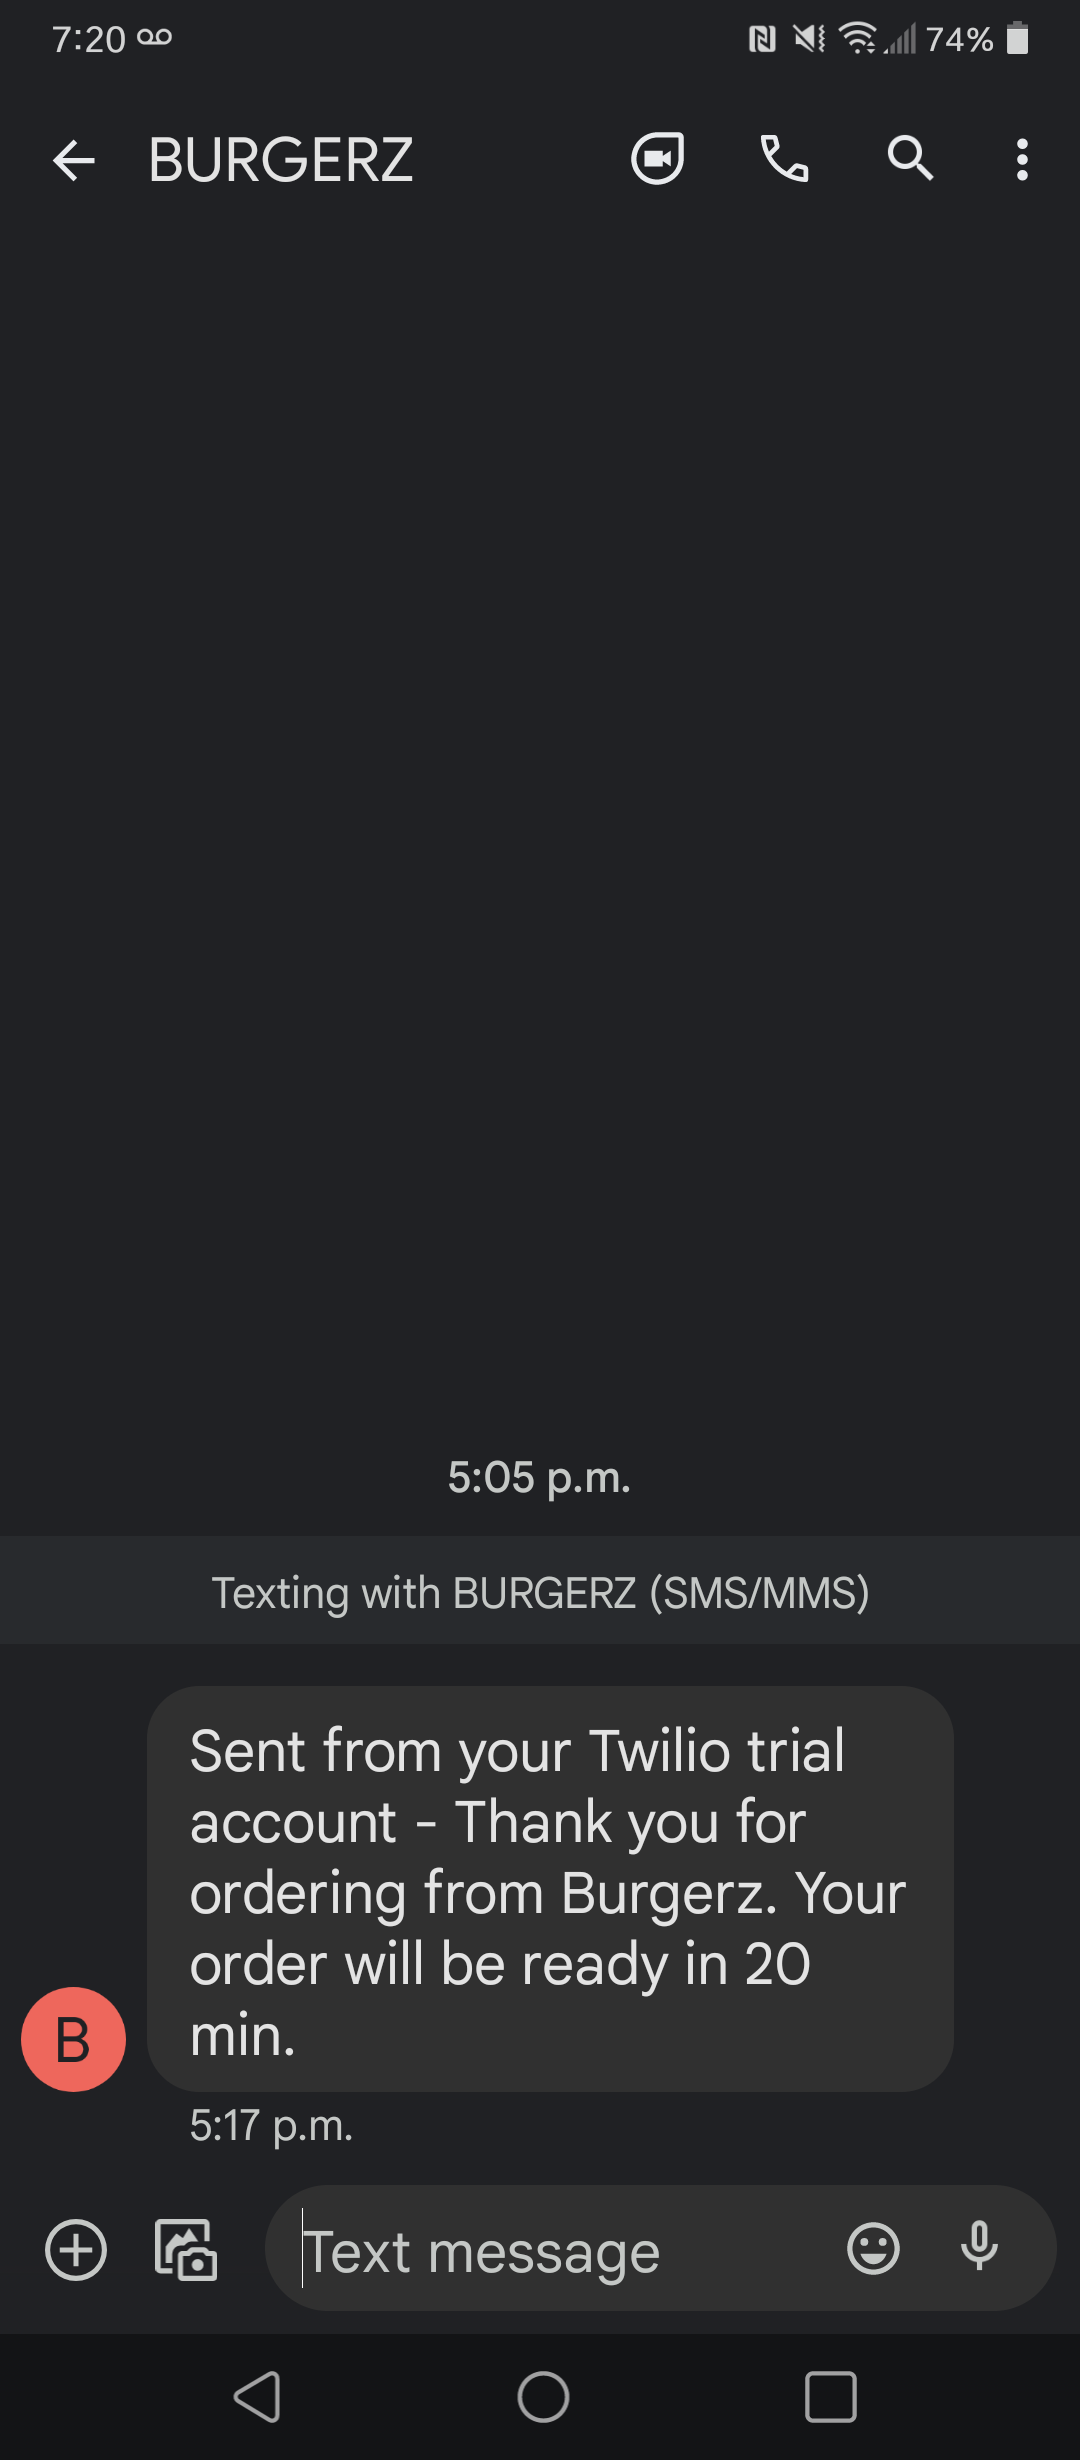 7:20
74%
BURGERZ
5:05 p.m.
Texting with BURGERZ (SMS/MMS)
Sent from your Twilio trial
account - Thank you for
ordering from Burgerz. Your
order will be ready in 20
min.
B
5:17 p.m.
Text message